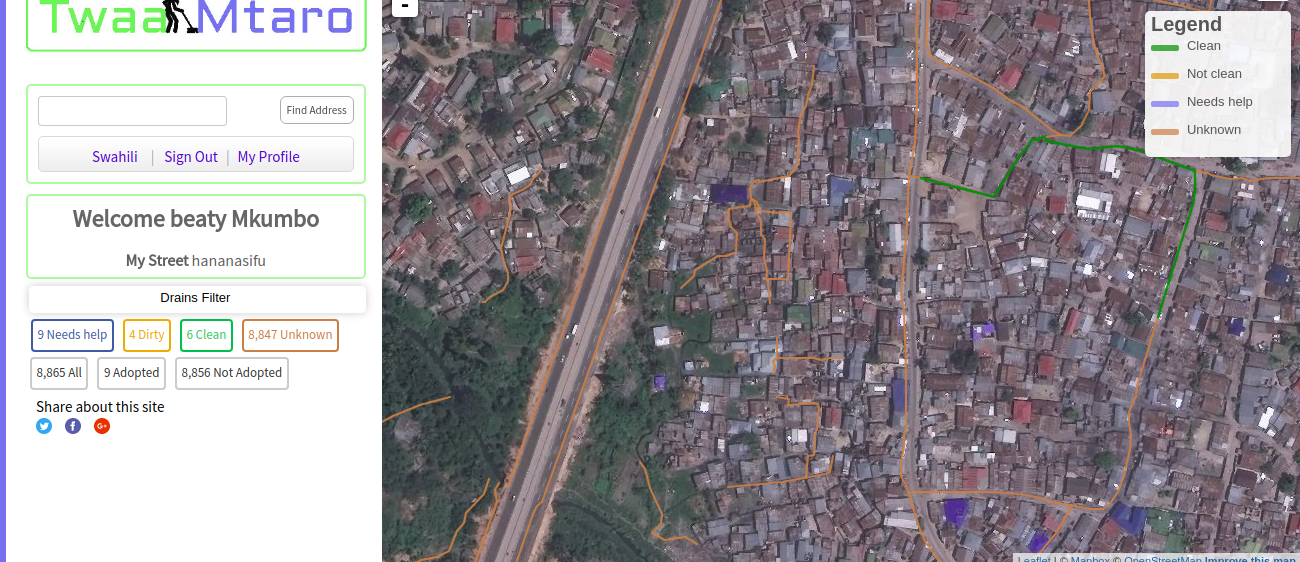 Twaa Mtaro
Find Address
Swahili | Sign Out | My Profile
Welcome beaty Mkumbo
My Street hananasifu
Drains Filter
9 Needs help
4 Dirty
6 Clean
8,847 Unknown
8,865 All
9 Adopted
8,856 Not Adopted
Share about this site
-
Legend
Clean
Not clean
Needs help
Unknown
Leaflet | © Mapbox © OpenStreetMap Improve this map